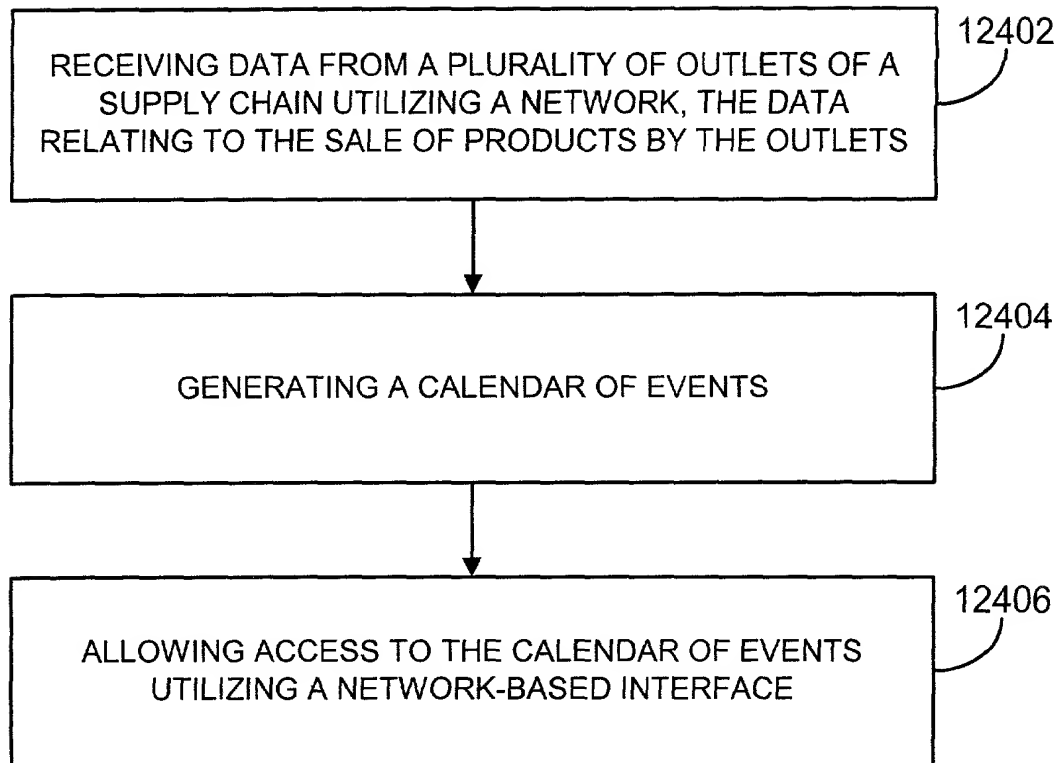 12402
RECEIVING DATA FROM A PLURALITY OF OUTLETS OF A
SUPPLY CHAIN UTILIZING A NETWORK, THE DATA
RELATING TO THE SALE OF PRODUCTS BY THE OUTLETS
12404
GENERATING A CALENDAR OF EVENTS
12406
ALLOWING ACCESS TO THE CALENDAR OF EVENTS
UTILIZING A NETWORK-BASED INTERFACE